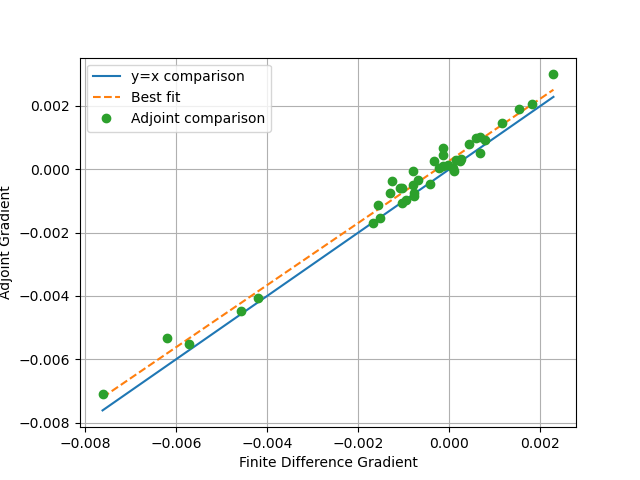 y=x comparison
Best fit
Adjoint comparison
0.002
0.000
−0.002
−0.004
−0.006
−0.008
Adjoint Gradient
−0.008 −0.006 −0.004 −0.002 0.000 0.002
Finite Difference Gradient